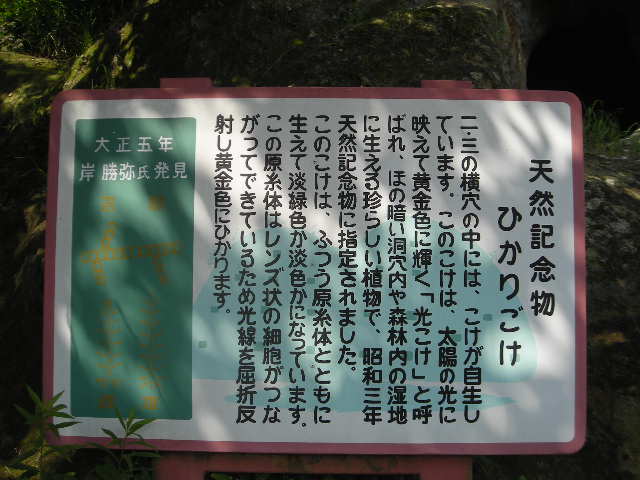 天然記念物
ひかりごけ
二・三の横穴の中には、こけが自生し
ています。このこけは、太陽の光に
映えて黄金色に輝く「光こけ」と呼
ばれ、ほの暗い洞穴内や森林内の湿地
に生える珍らしい植物で、昭和三年
天然記念物に指定されました。
このこけは、ふつう原糸体とともに
生えて淡緑色か淡色かになっています。
この原糸体はレンズ状の細胞がつな
がってできているため光線を屈折反
射し黄金色にひかります。
大正五年
岸 勝弥氏発見